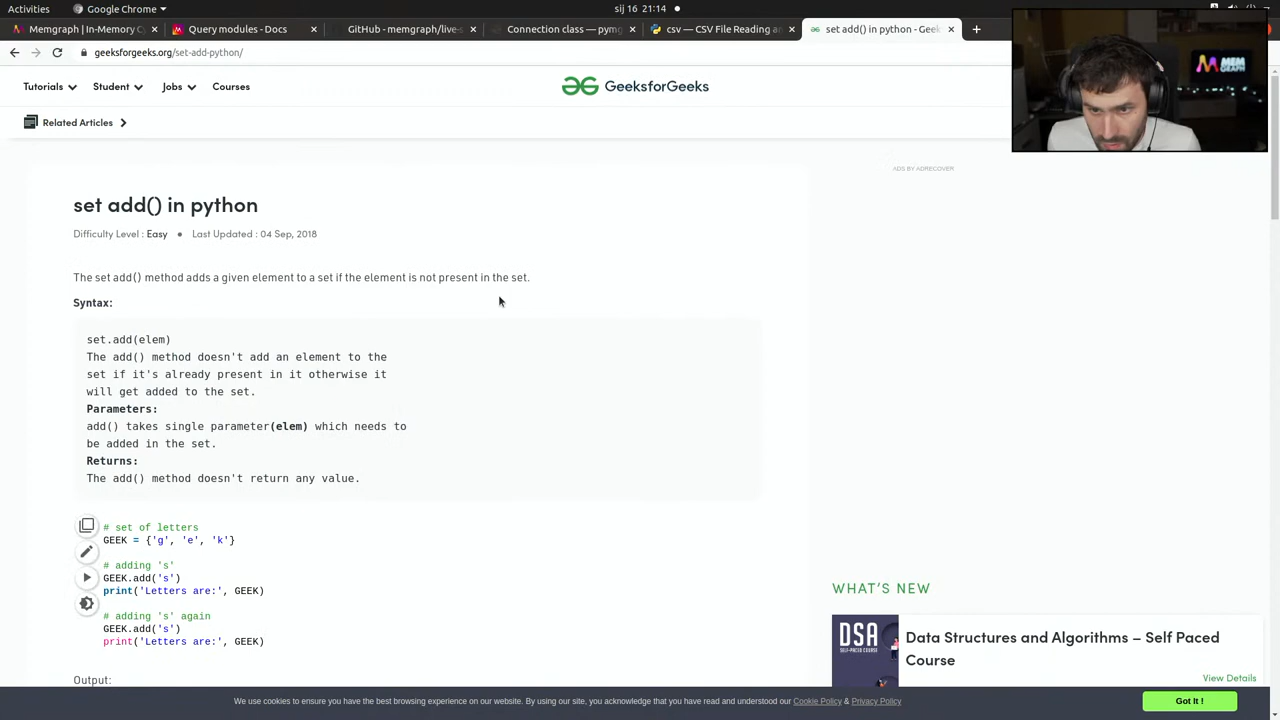 Activities
Google Chrome
sij 16 21:14
Memgraph | In-Memory
Query modules - Docs
GitHub - memgraph/live-s
Connection class — pymg
csv — CSV File Reading an
set add() in python - Geek
geeksforgeeks.org/set-add-python/
Tutorials
Student
Jobs
Courses
GeeksforGeeks
MEM
GRAPH
Related Articles
ADS BY ADRECOVER
set add() in python
Difficulty Level : Easy
Last Updated : 04 Sep, 2018
The set add() method adds a given element to a set if the element is not present in the set.
Syntax:
set.add(elem)
The add() method doesn't add an element to the
set if it's already present in it otherwise it
will get added to the set.
Parameters:
add() takes single parameter(elem) which needs to
be added in the set.
Returns:
The add() method doesn't return any value.
# set of letters
GEEK = {'g', 'e', 'k'}
# adding 's'
GEEK.add('s')
print('Letters are:', GEEK)
# adding 's' again
GEEK.add('s')
print('Letters are:', GEEK)
Output:
WHAT'S NEW
DSA
Data Structures and Algorithms – Self Paced
Course
View Details
We use cookies to ensure you have the best browsing experience on our website. By using our site, you acknowledge that you have read and understood our Cookie Policy & Privacy Policy
Got It !